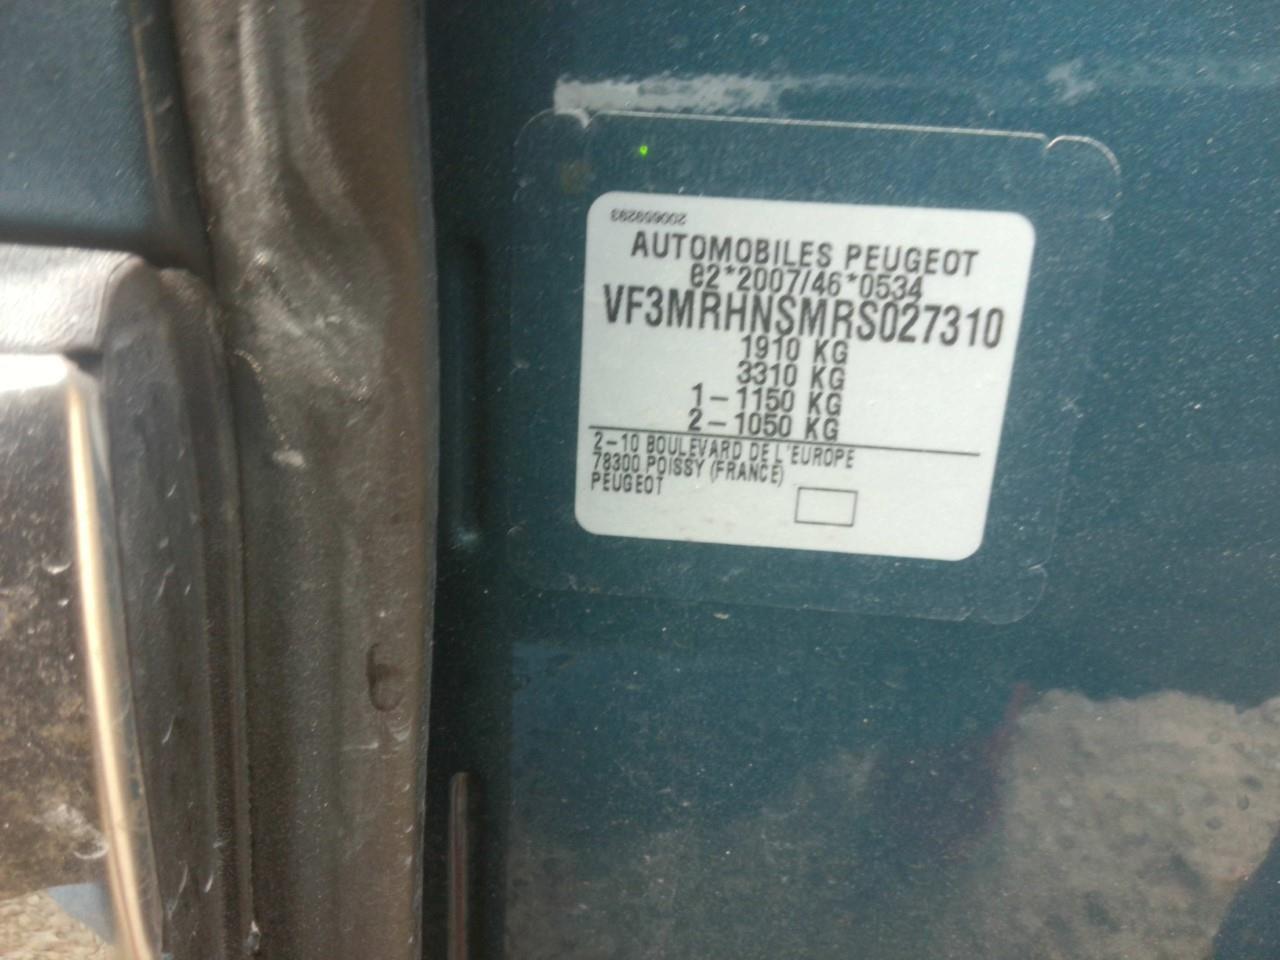 200659293
AUTOMOBILES PEUGEOT
e2*2007/46*0534
VF3MRHNSMRS027310
1910 KG
3310 KG
1-1150 KG
2-1050 KG
2-10 BOULEVARD DE L'EUROPE
78300 POISSY (FRANCE)
PEUGEOT